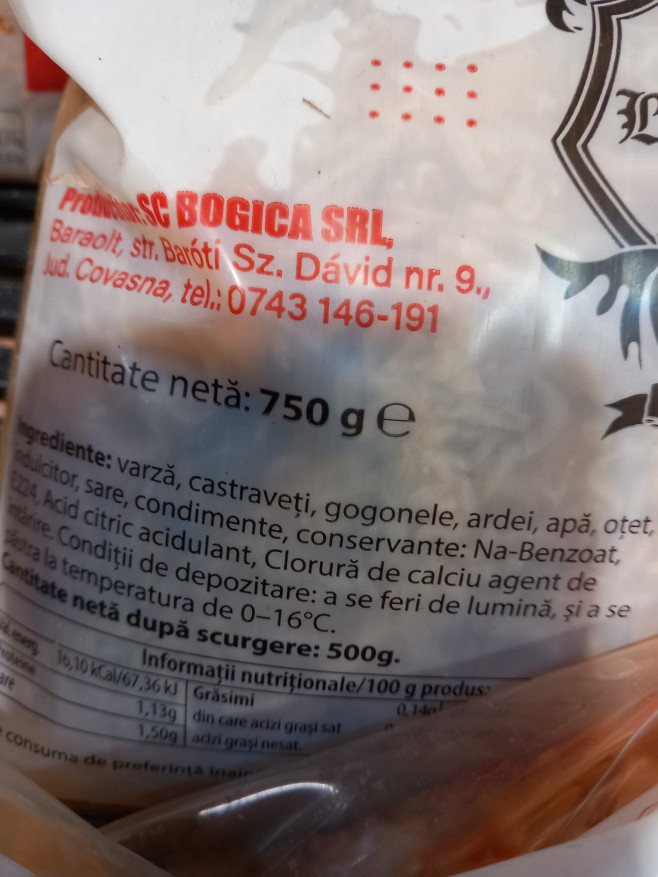 SC BOGICA SRL,
Baraolt, str. Baróti Sz. Dávid nr. 9.,
Jud. Covasna, tel.: 0743 146-191
Cantitate netă: 750 g ℮
Ingrediente: varză, castraveți, gogonele, ardei, apă, oțet,
îndulcitor, sare, condimente, conservante: Na-Benzoat,
E224, Acid citric acidulant, Clorură de calciu agent de
întărire. Condiții de depozitare: a se feri de lumină, și a se
păstra la temperatura de 0–16°C.
Cantitate netă după scurgere: 500g.
Informații nutriționale/100 g produs:
16,10 kCal/67,36 kJ Grăsimi
1,13g din care acizi grași sat
1,50g acizi grași nesat.
consuma de preferință